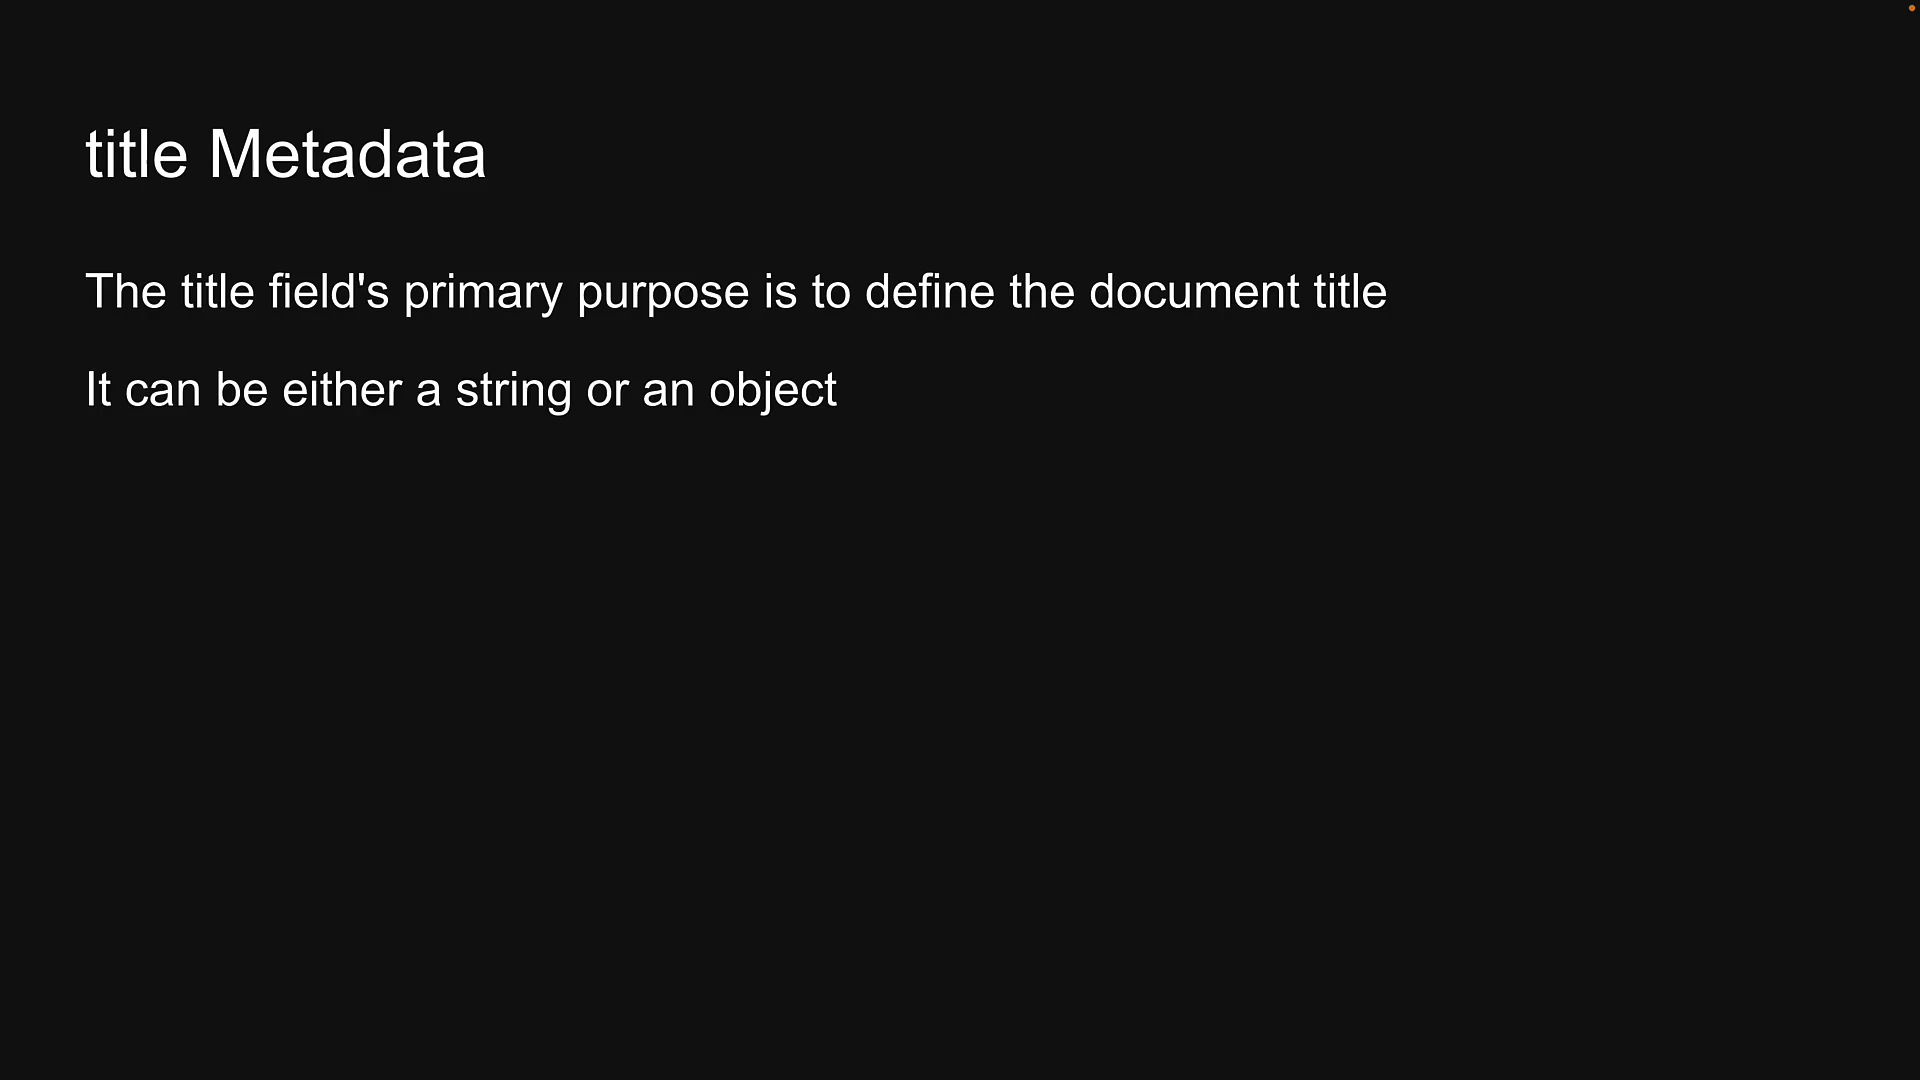 title Metadata
The title field's primary purpose is to define the document title
It can be either a string or an object